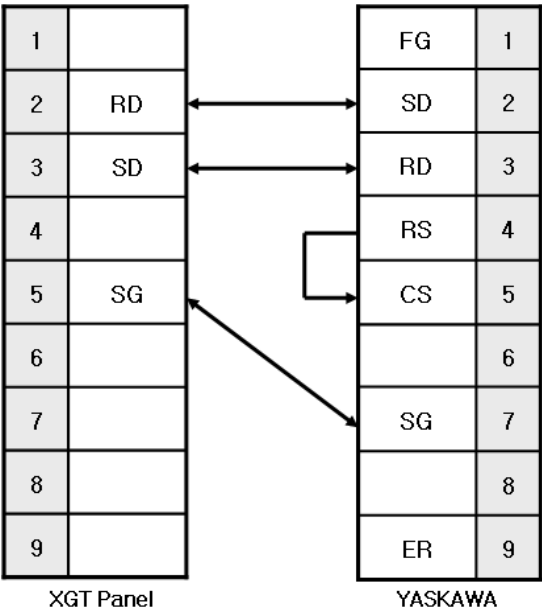 1 FG 1
2 RD SD 2
3 SD RD 3
4 RS 4
5 SG CS 5
6 6
7 SG 7
8 8
9 ER 9
XGT Panel YASKAWA